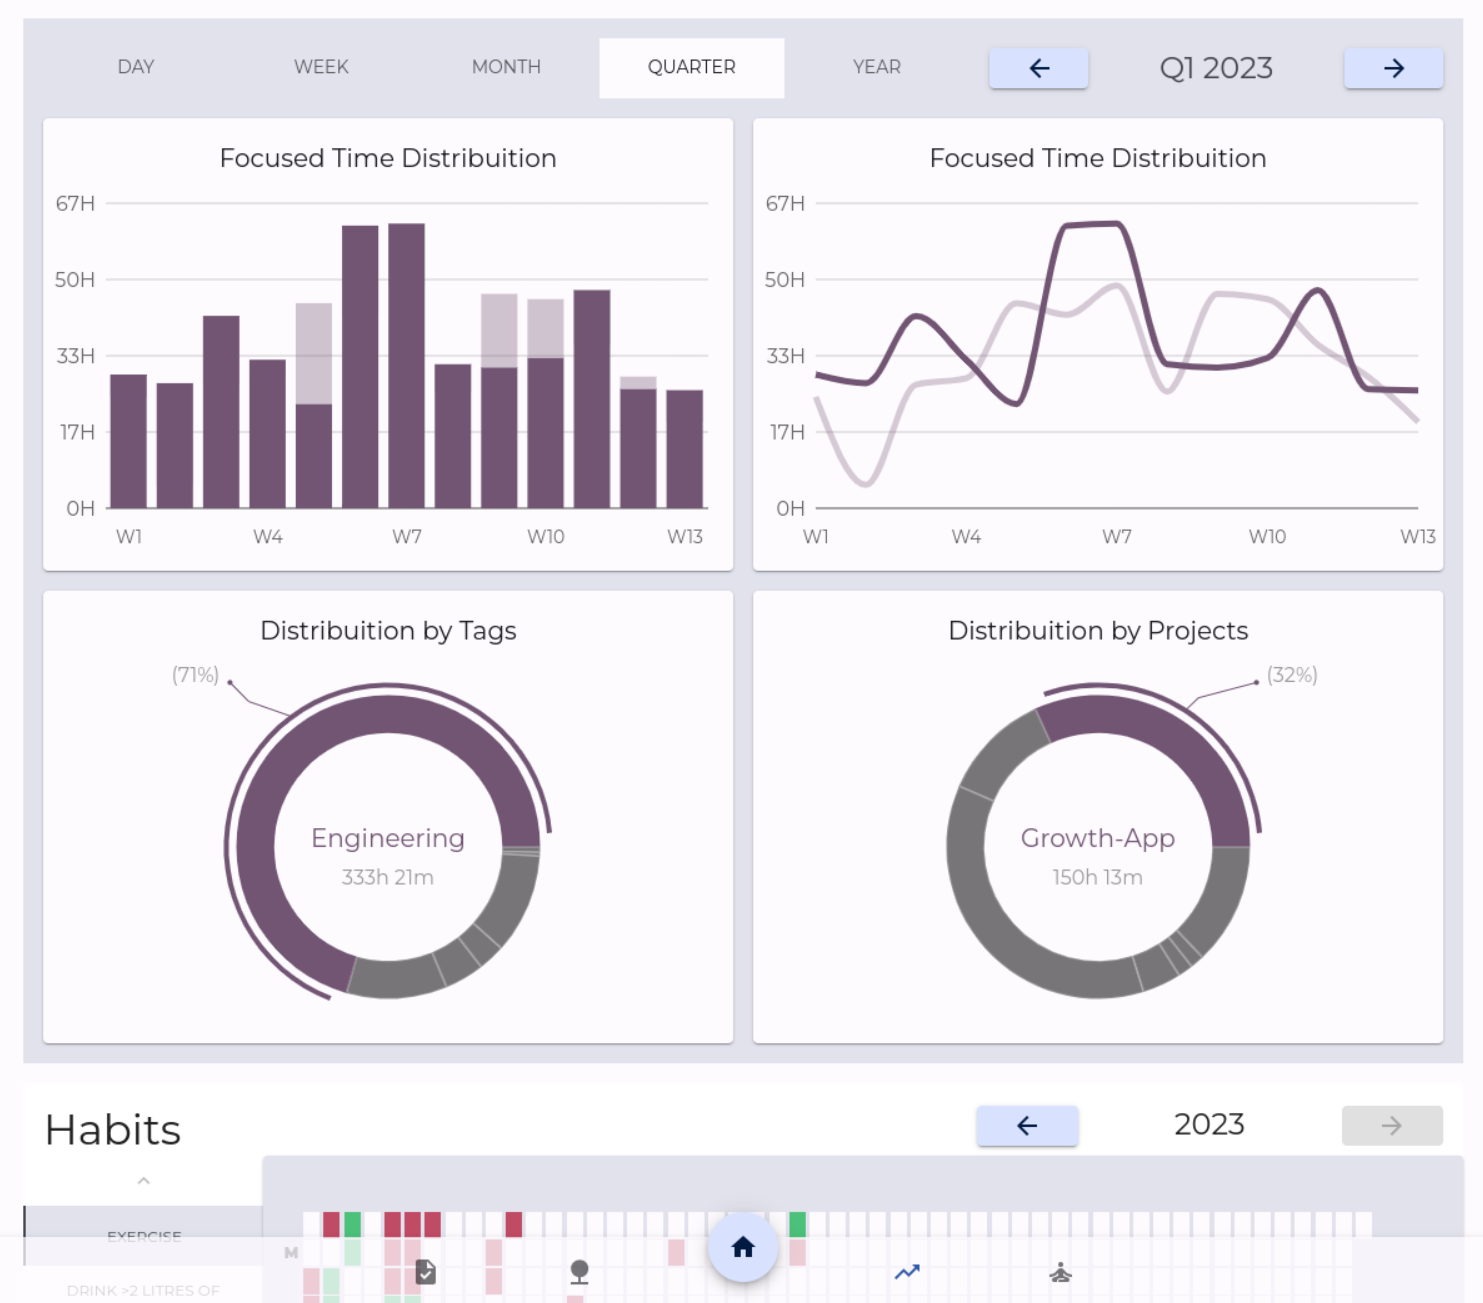 DAY WEEK MONTH QUARTER YEAR Q1 2023
Focused Time Distribuition
67H
50H
33H
17H
0H
W1 W4 W7 W10 W13
Focused Time Distribuition
67H
50H
33H
17H
0H
W1 W4 W7 W10 W13
Distribuition by Tags
(71%)
Engineering
333h 21m
Distribuition by Projects
(32%)
Growth-App
150h 13m
Habits
2023
EXERCISE
M
DRINK >2 LITRES OF